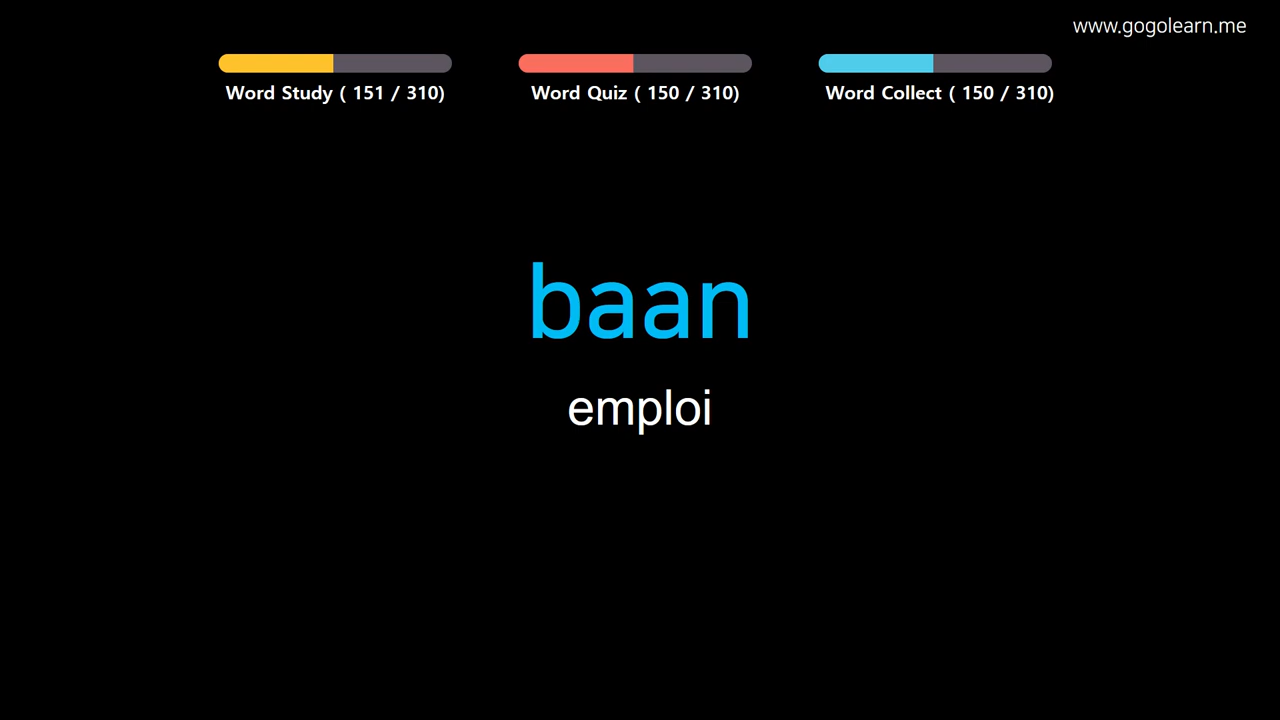 www.gogolearn.me
Word Study ( 151 / 310)
Word Quiz ( 150 / 310)
Word Collect ( 150 / 310)
baan
emploi